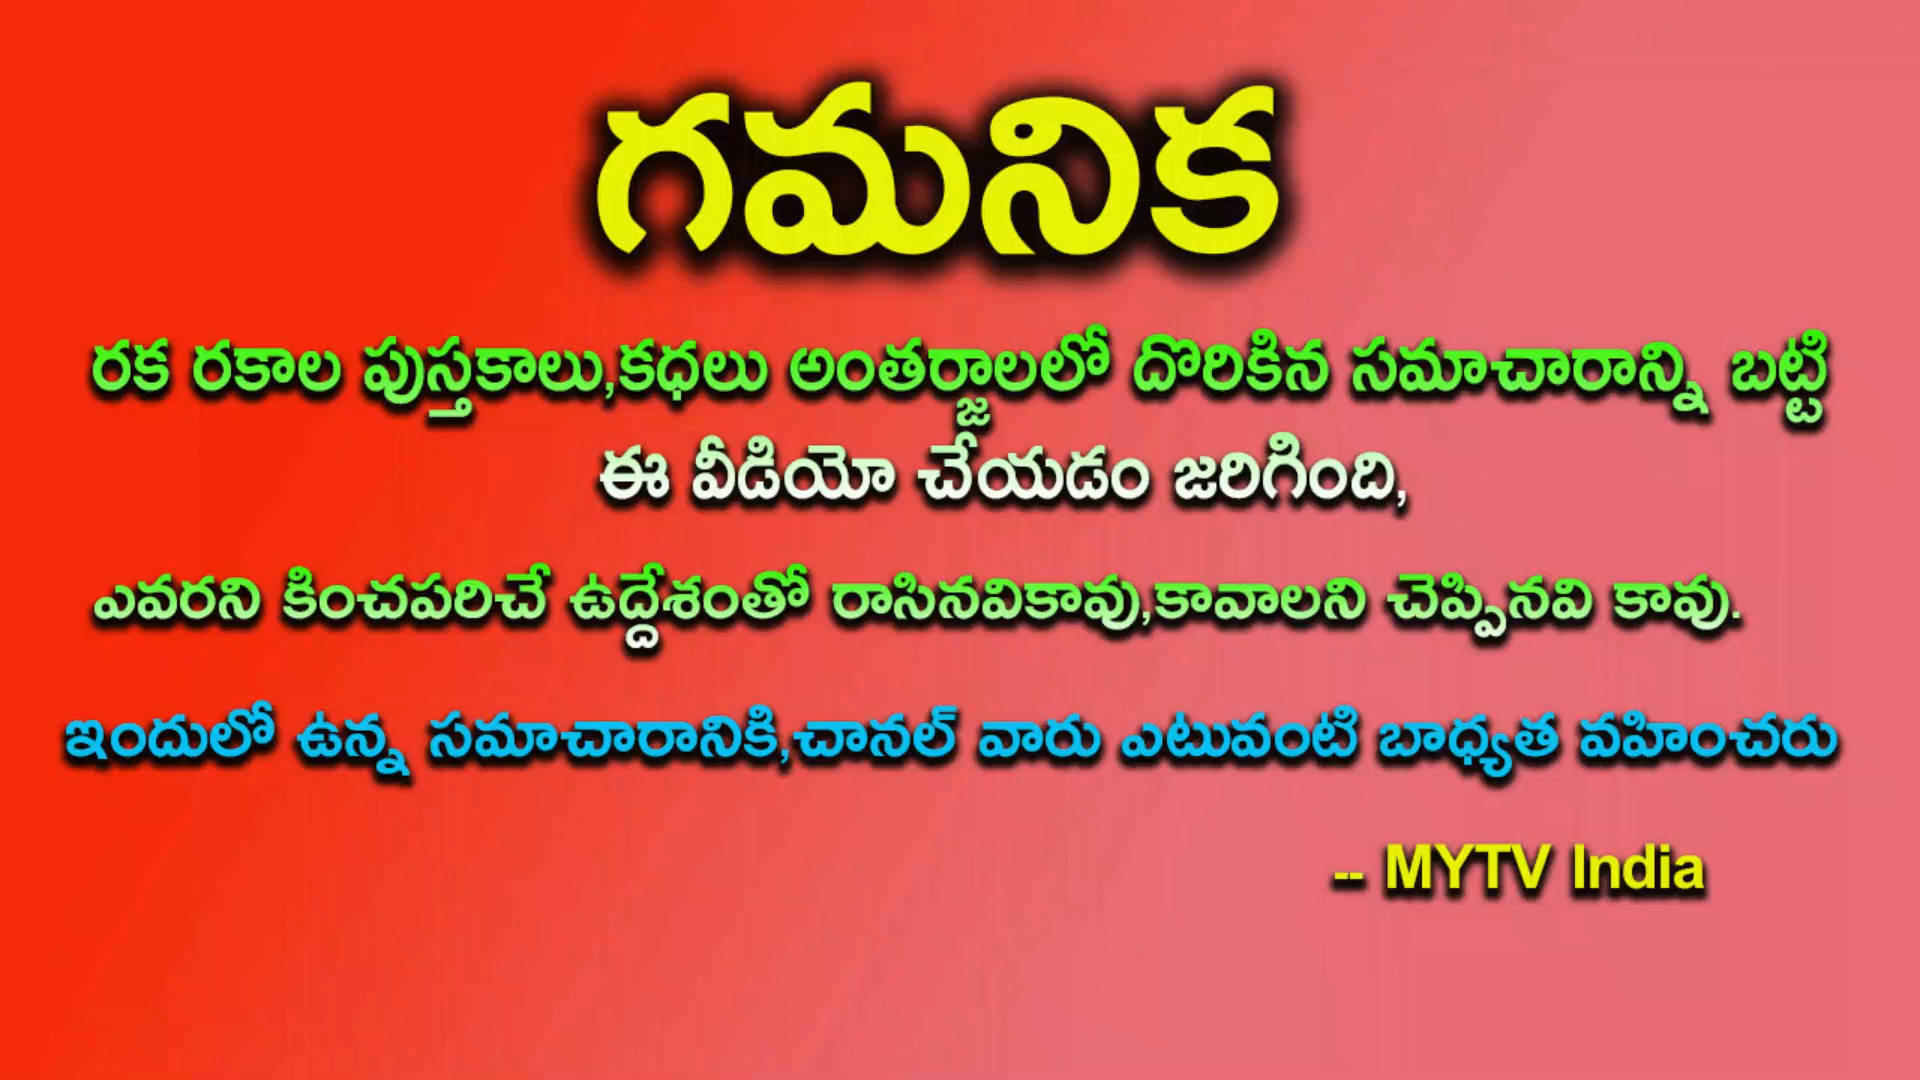 గమనిక
రక రకాల పుస్తకాలు,కధలు అంతర్జాలలో దొరికిన సమాచారాన్ని బట్టి
ఈ వీడియో చేయడం జరిగింది,
ఎవరని కించపరిచే ఉద్దేశంతో రాసినవికావు,కావాలని చెప్పినవి కావు.
ఇందులో ఉన్న సమాచారానికి,చానల్ వారు ఎటువంటి బాధ్యత వహించరు
-- MYTV India